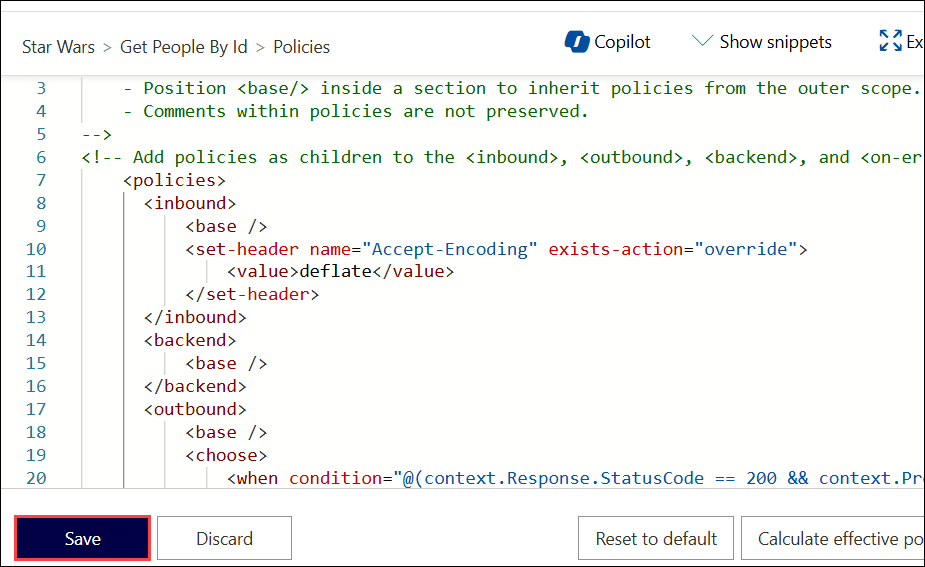 Star Wars > Get People By Id > Policies
Copilot
Show snippets
Ex
3 - Position <base/> inside a section to inherit policies from the outer scope.
4 - Comments within policies are not preserved.
5 -->
6 <!-- Add policies as children to the <inbound>, <outbound>, <backend>, and <on-er
7 <policies>
8 <inbound>
9 <base />
10 <set-header name="Accept-Encoding" exists-action="override">
11 <value>deflate</value>
12 </set-header>
13 </inbound>
14 <backend>
15 <base />
16 </backend>
17 <outbound>
18 <base />
19 <choose>
20 <when condition="@(context.Response.StatusCode == 200 && context.Pr
Save
Discard
Reset to default
Calculate effective po